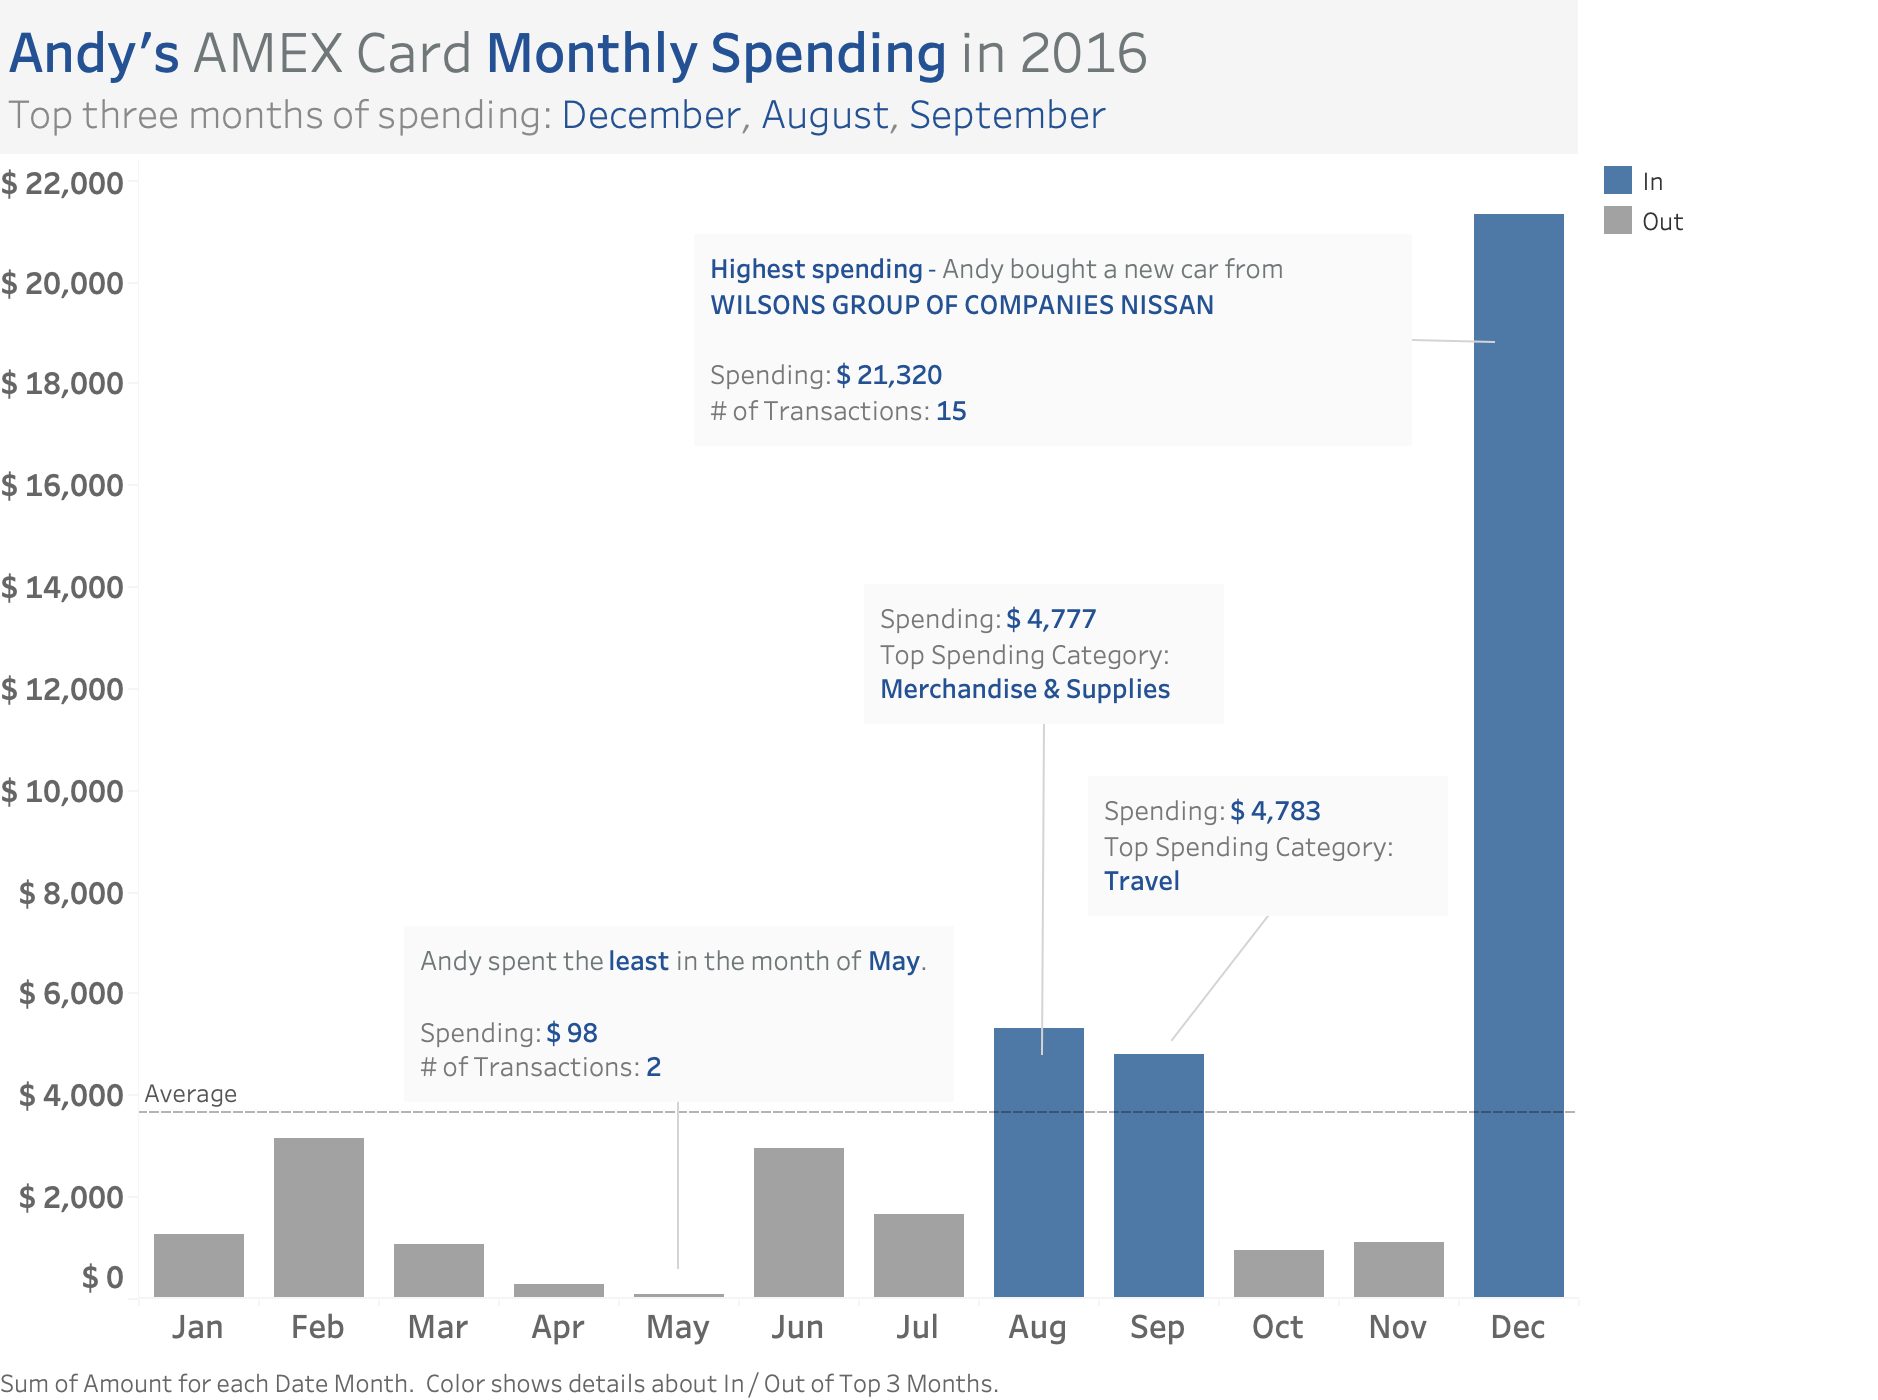 Andy’s AMEX Card Monthly Spending in 2016
Top three months of spending: December, August, September
In
Out
$ 22,000
$ 20,000
$ 18,000
$ 16,000
$ 14,000
$ 12,000
$ 10,000
$ 8,000
$ 6,000
$ 4,000
$ 2,000
$ 0
Highest spending - Andy bought a new car from
WILSONS GROUP OF COMPANIES NISSAN
Spending: $ 21,320
# of Transactions: 15
Spending: $ 4,777
Top Spending Category:
Merchandise & Supplies
Spending: $ 4,783
Top Spending Category:
Travel
Andy spent the least in the month of May.
Spending: $ 98
# of Transactions: 2
Average
Jan Feb Mar Apr May Jun Jul Aug Sep Oct Nov Dec
Sum of Amount for each Date Month. Color shows details about In / Out of Top 3 Months.